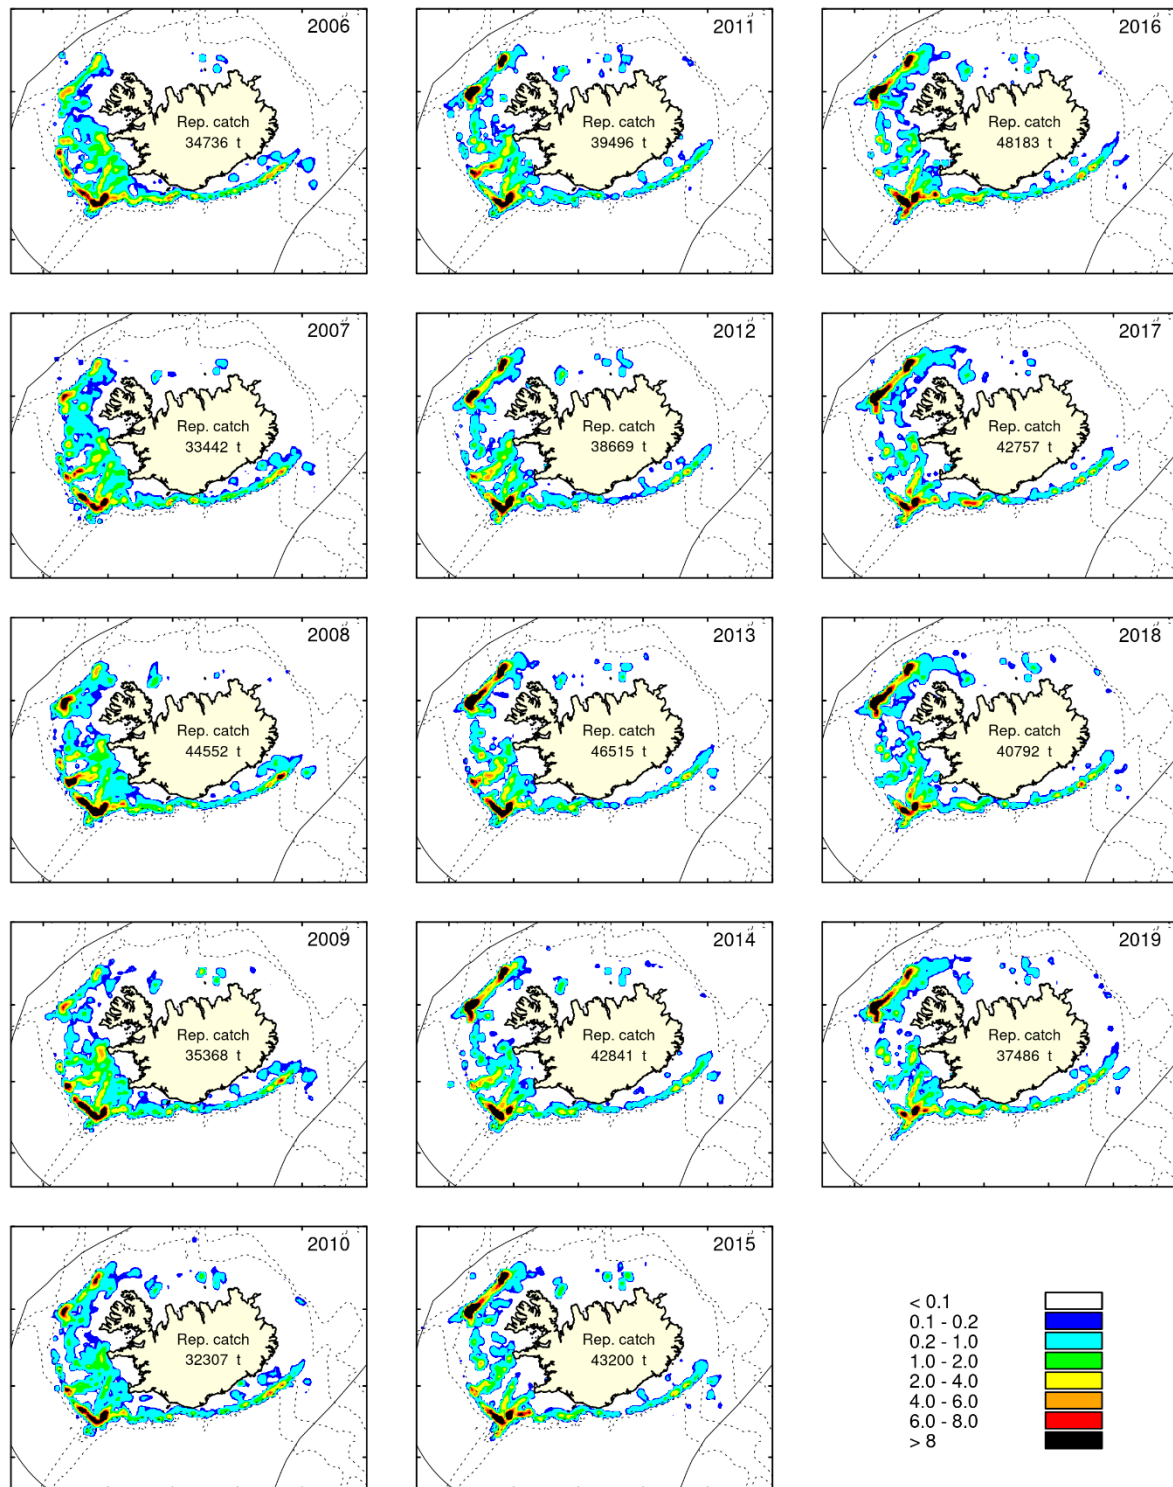 2006
Rep. catch
34736 t
2011
Rep. catch
39496 t
2016
Rep. catch
48183 t
2007
Rep. catch
33442 t
2012
Rep. catch
38669 t
2017
Rep. catch
42757 t
2008
Rep. catch
44552 t
2013
Rep. catch
46515 t
2018
Rep. catch
40792 t
2009
Rep. catch
35368 t
2014
Rep. catch
42841 t
2019
Rep. catch
37486 t
2010
Rep. catch
32307 t
2015
Rep. catch
43200 t
< 0.1
0.1 - 0.2
0.2 - 1.0
1.0 - 2.0
2.0 - 4.0
4.0 - 6.0
6.0 - 8.0
> 8